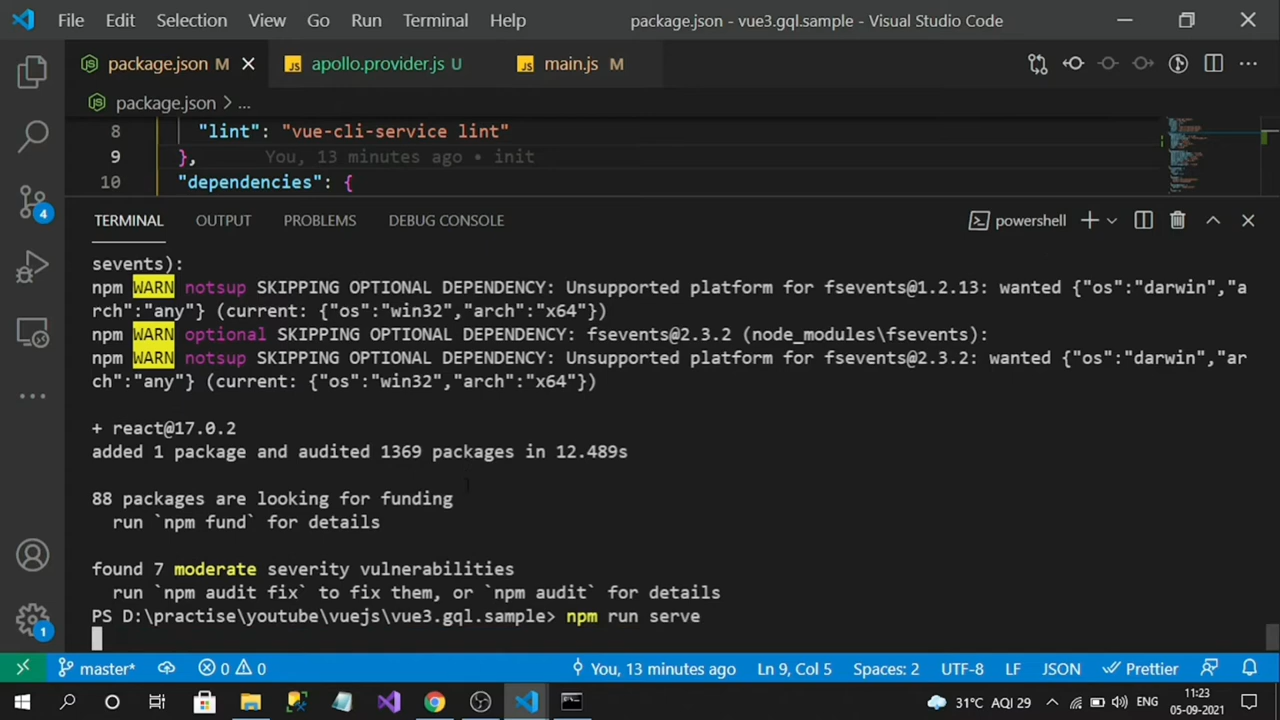 File Edit Selection View Go Run Terminal Help package.json - vue3.gql.sample - Visual Studio Code
package.json M apollo.provider.js U main.js M
package.json > ...
8 "lint": "vue-cli-service lint"
9 }, You, 13 minutes ago • init
10 "dependencies": {
TERMINAL OUTPUT PROBLEMS DEBUG CONSOLE powershell
sevents):
npm WARN notsup SKIPPING OPTIONAL DEPENDENCY: Unsupported platform for fsevents@1.2.13: wanted {"os":"darwin","a
rch":"any"} (current: {"os":"win32","arch":"x64"})
npm WARN optional SKIPPING OPTIONAL DEPENDENCY: fsevents@2.3.2 (node_modules\fsevents):
npm WARN notsup SKIPPING OPTIONAL DEPENDENCY: Unsupported platform for fsevents@2.3.2: wanted {"os":"darwin","ar
ch":"any"} (current: {"os":"win32","arch":"x64"})
+ react@17.0.2
added 1 package and audited 1369 packages in 12.489s
88 packages are looking for funding
run `npm fund` for details
found 7 moderate severity vulnerabilities
run `npm audit fix` to fix them, or `npm audit` for details
PS D:\practise\youtube\vuejs\vue3.gql.sample> npm run serve
4
1
master* 0 0 You, 13 minutes ago Ln 9, Col 5 Spaces: 2 UTF-8 LF JSON Prettier
31°C AQI 29 ENG 11:23
05-09-2021